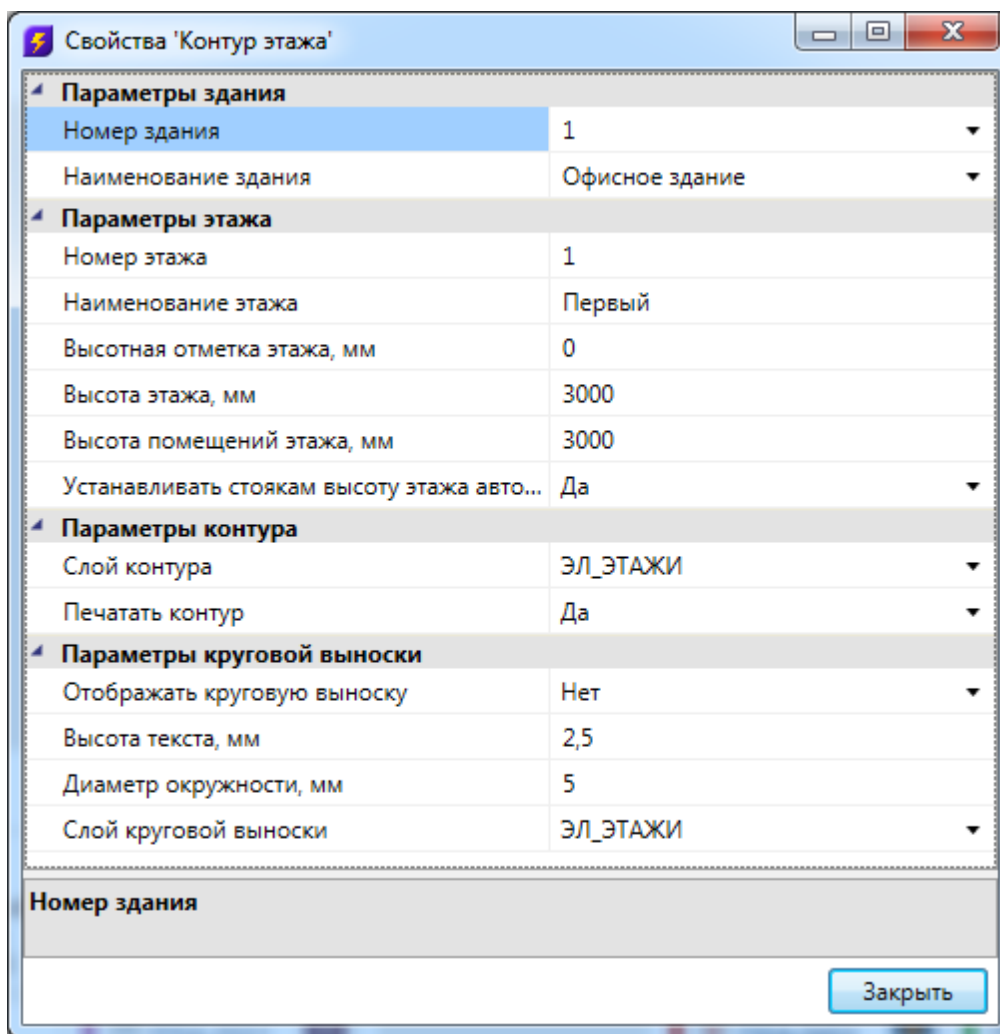 Свойства 'Контур этажа'
Параметры здания
Номер здания 1
Наименование здания Офисное здание
Параметры этажа
Номер этажа 1
Наименование этажа Первый
Высотная отметка этажа, мм 0
Высота этажа, мм 3000
Высота помещений этажа, мм 3000
Устанавливать стоякам высоту этажа авто... Да
Параметры контура
Слой контура ЭЛ_ЭТАЖИ
Печатать контур Да
Параметры круговой выноски
Отображать круговую выноску Нет
Высота текста, мм 2,5
Диаметр окружности, мм 5
Слой круговой выноски ЭЛ_ЭТАЖИ
Номер здания
Закрыть